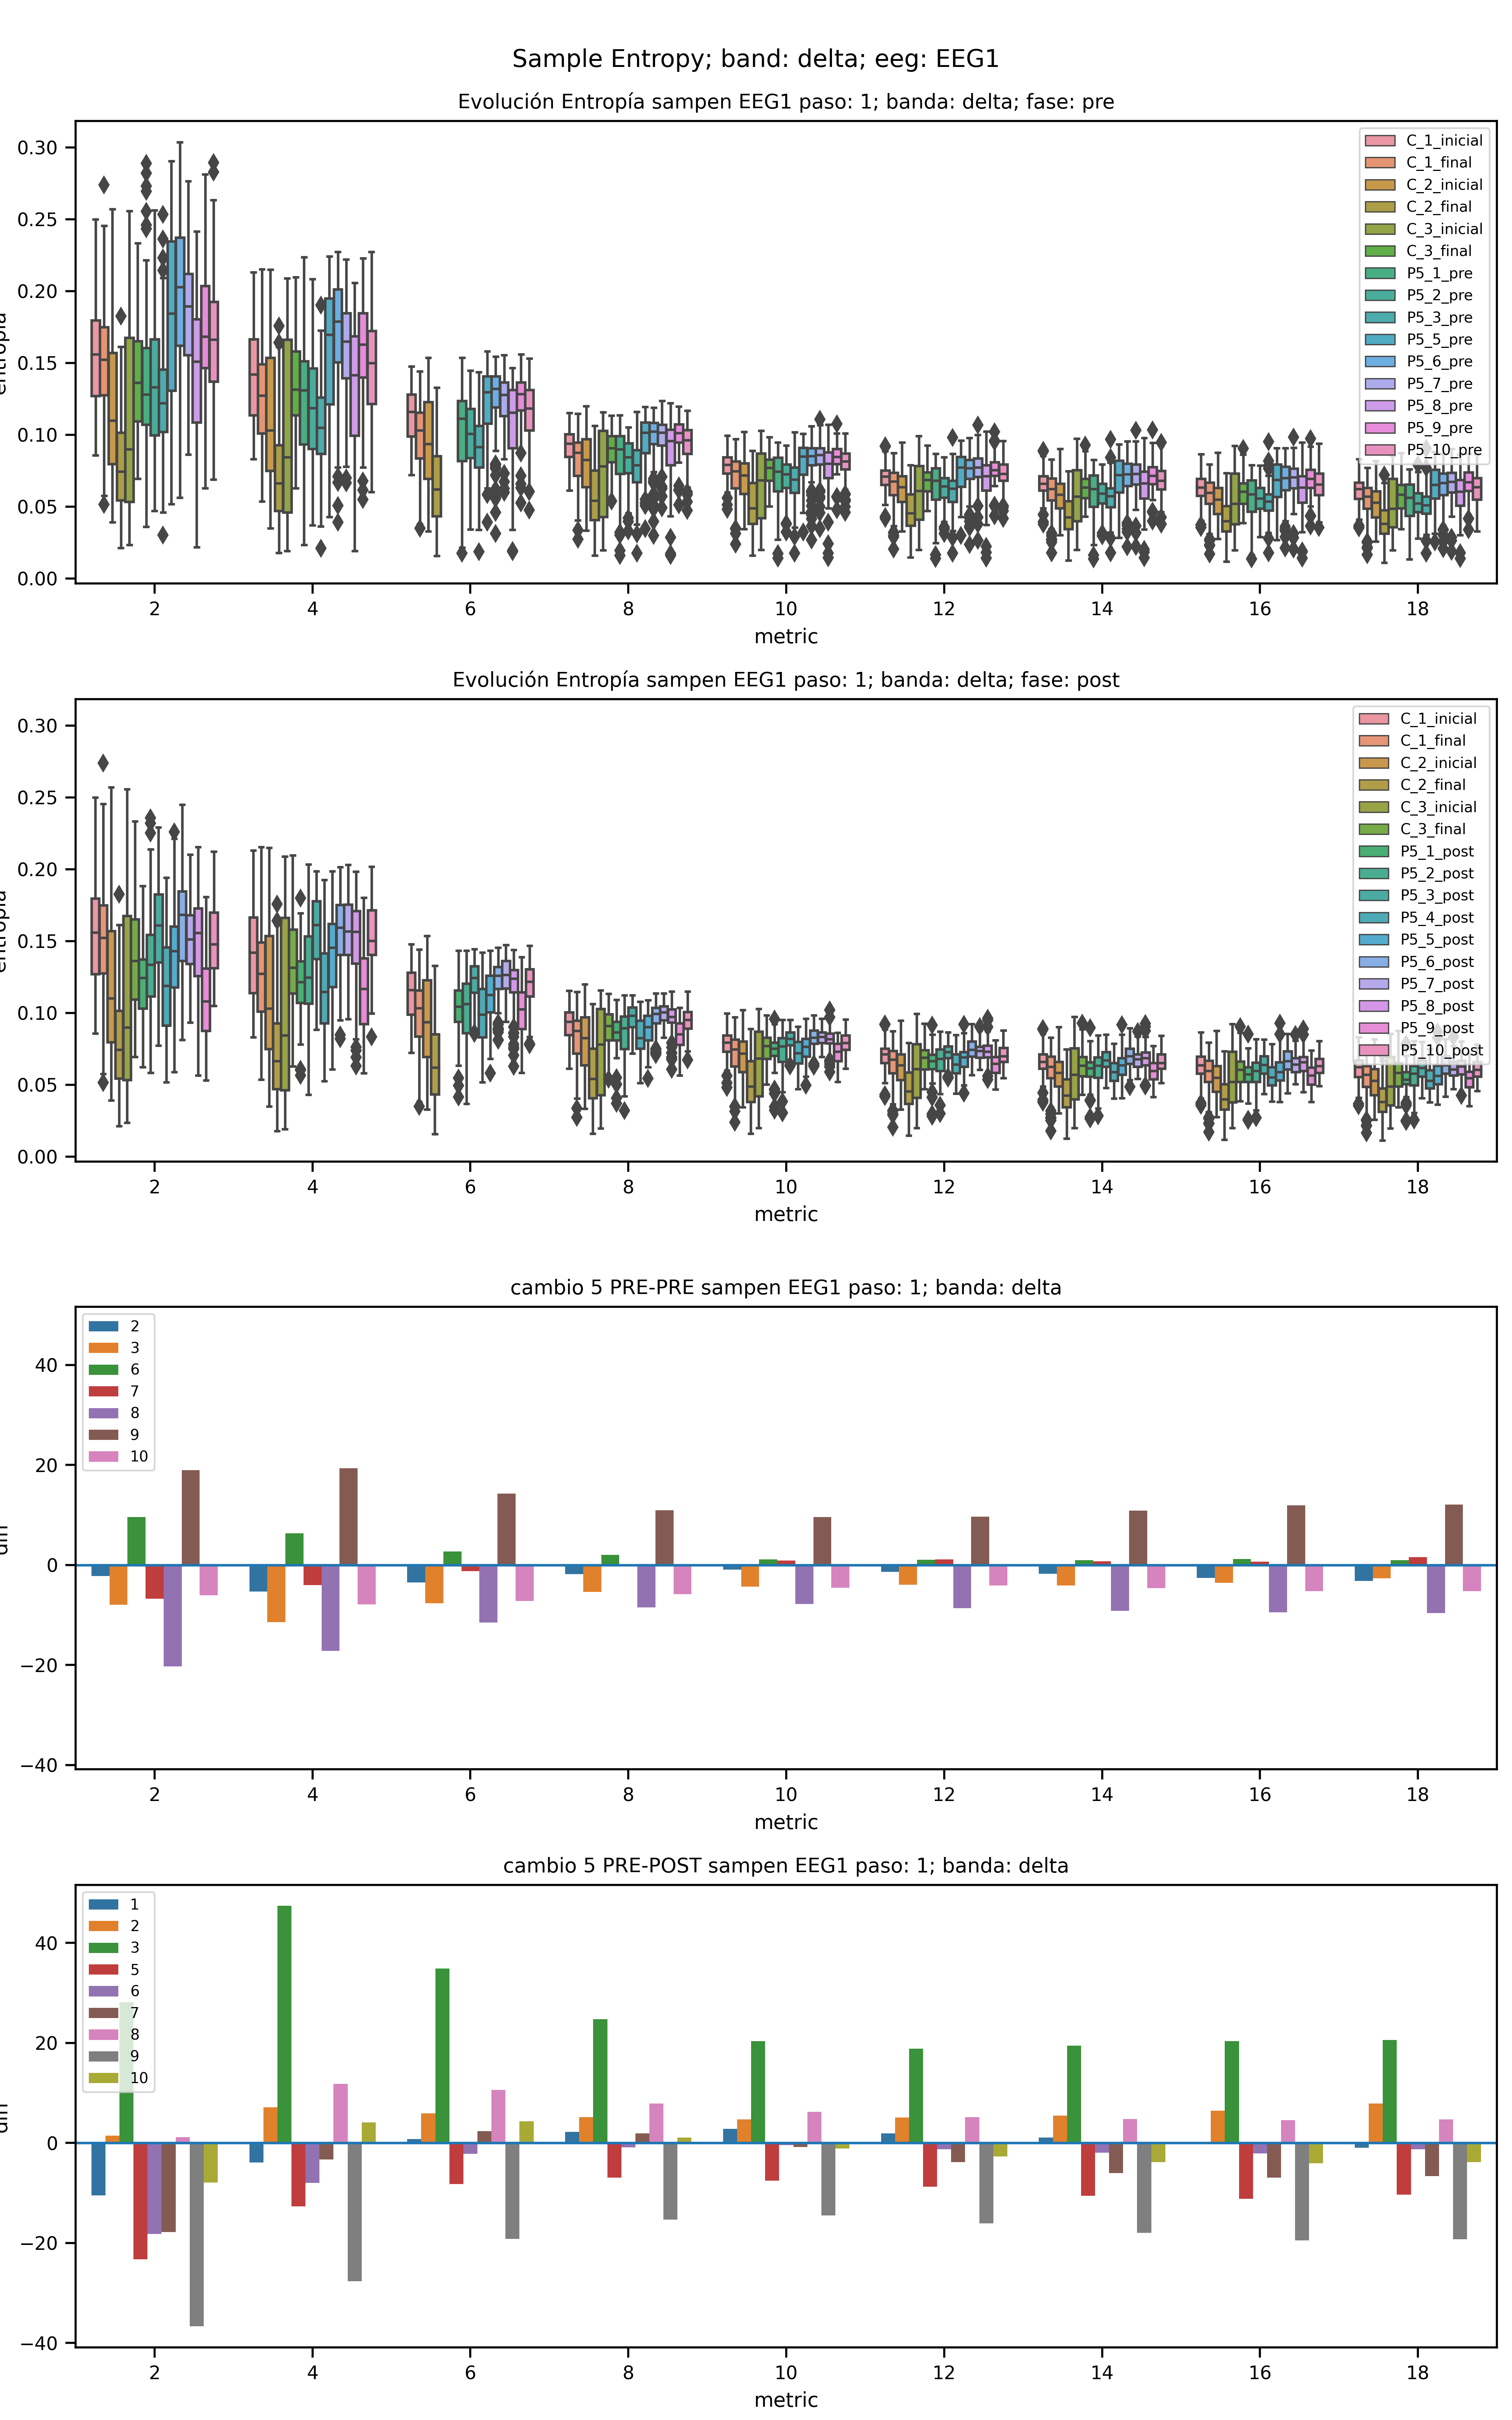 Sample Entropy; band: delta; eeg: EEG1
Evolución Entropía sampen EEG1 paso: 1; banda: delta; fase: pre
0.30
0.25
0.20
0.15
0.10
0.05
0.00
C_1_inicial
C_1_final
C_2_inicial
C_2_final
C_3_inicial
C_3_final
P5_1_pre
P5_2_pre
P5_3_pre
P5_5_pre
P5_6_pre
P5_7_pre
P5_8_pre
P5_9_pre
P5_10_pre
2 4 6 8 10 12 14 16 18
metric
Evolución Entropía sampen EEG1 paso: 1; banda: delta; fase: post
0.30
0.25
0.20
0.15
0.10
0.05
0.00
C_1_inicial
C_1_final
C_2_inicial
C_2_final
C_3_inicial
C_3_final
P5_1_post
P5_2_post
P5_3_post
P5_4_post
P5_5_post
P5_6_post
P5_7_post
P5_8_post
P5_9_post
P5_10_post
2 4 6 8 10 12 14 16 18
metric
cambio 5 PRE-PRE sampen EEG1 paso: 1; banda: delta
40
20
0
−20
−40
2
3
6
7
8
9
10
2 4 6 8 10 12 14 16 18
metric
cambio 5 PRE-POST sampen EEG1 paso: 1; banda: delta
40
20
0
−20
−40
1
2
3
5
6
7
8
9
10
2 4 6 8 10 12 14 16 18
metric